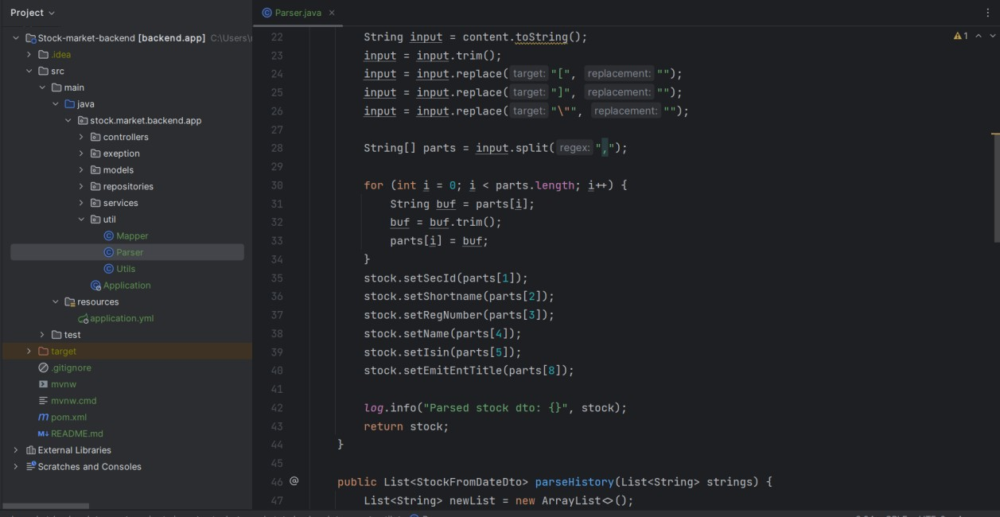 Project
Stock-market-backend [backend.app] C:\Users\
.idea
src
main
java
stock.market.backend.app
controllers
exeption
models
repositories
services
util
Mapper
Parser
Utils
Application
resources
application.yml
test
target
.gitignore
mvnw
mvnw.cmd
pom.xml
README.md
External Libraries
Scratches and Consoles
Parser.java
1
22 String input = content.toString();
23 input = input.trim();
24 input = input.replace( target: "[", replacement: "");
25 input = input.replace( target: "]", replacement: "");
26 input = input.replace( target: "\"", replacement: "");
27
28 String[] parts = input.split( regex: ",");
29
30 for (int i = 0; i < parts.length; i++) {
31 String buf = parts[i];
32 buf = buf.trim();
33 parts[i] = buf;
34 }
35 stock.setSecId(parts[1]);
36 stock.setShortname(parts[2]);
37 stock.setRegNumber(parts[3]);
38 stock.setName(parts[4]);
39 stock.setIsin(parts[5]);
40 stock.setEmitEntTitle(parts[8]);
41
42 log.info("Parsed stock dto: {}", stock);
43 return stock;
44 }
45
46 @ public List<StockFromDateDto> parseHistory(List<String> strings) {
47 List<String> newList = new ArrayList<>();